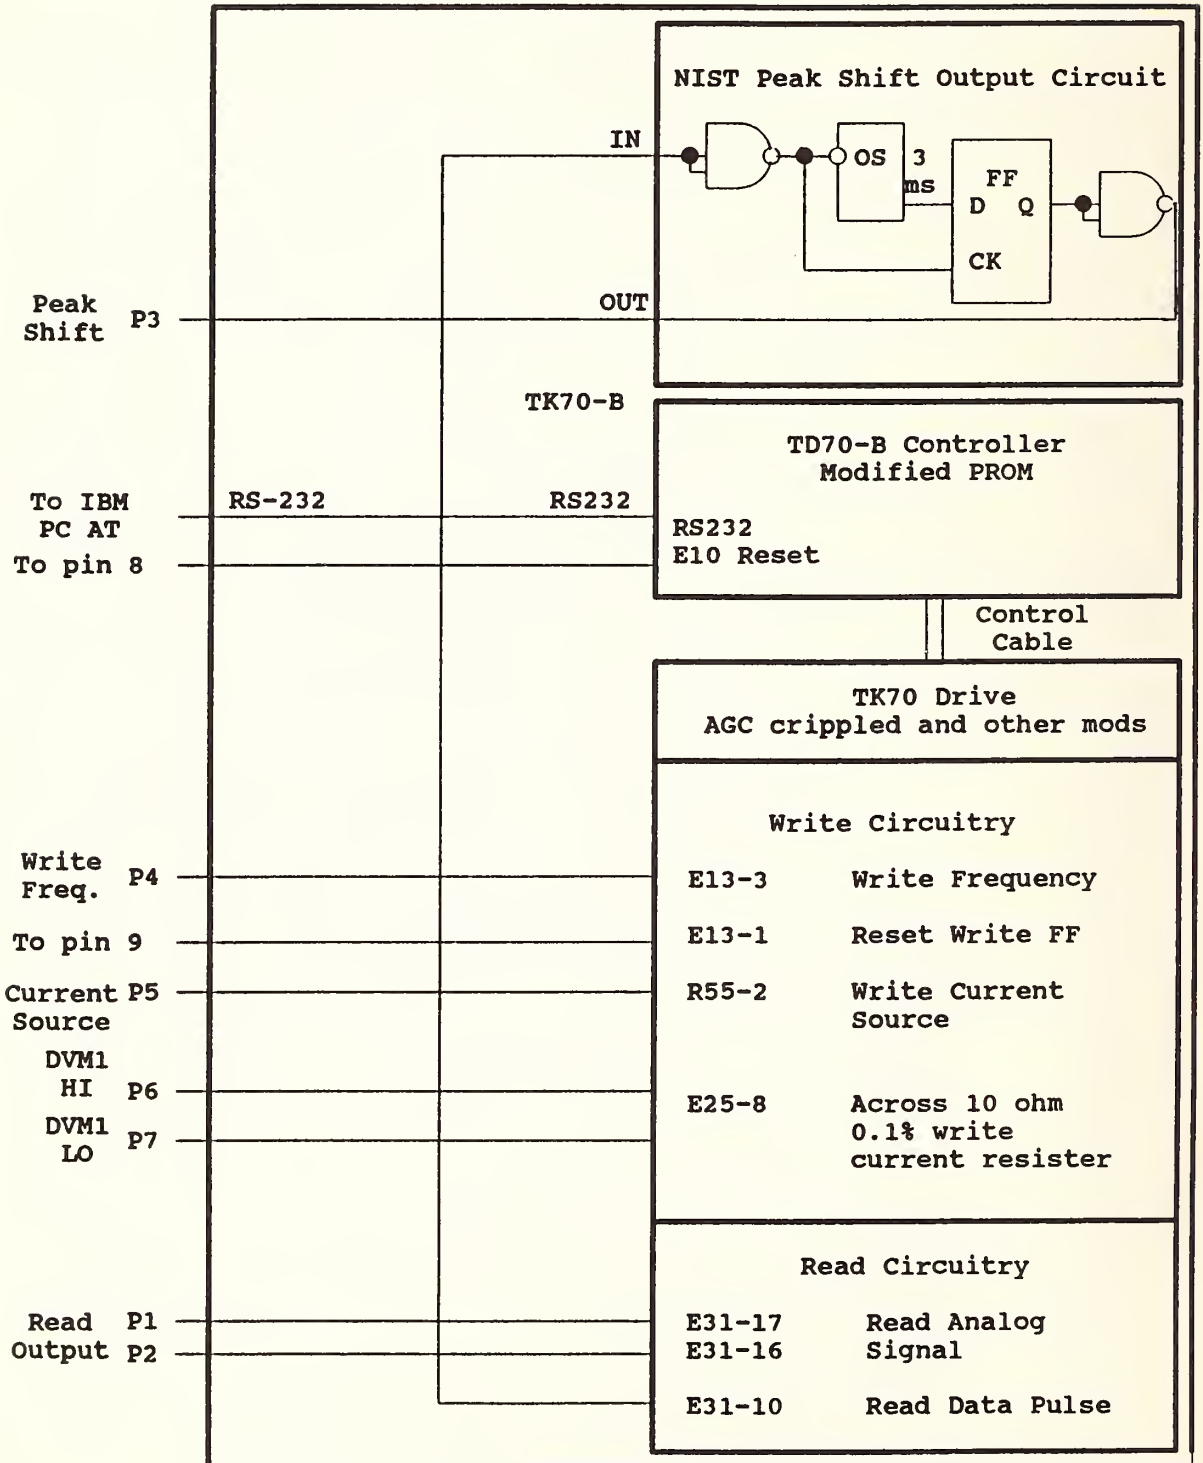 NIST Peak Shift Output Circuit
IN
OS
3
ms
FF
D Q
CK
OUT
Peak
Shift
P3
TK70-B
TD70-B Controller
Modified PROM
To IBM
PC AT
RS-232
RS232
RS232
E10 Reset
To pin 8
Control
Cable
TK70 Drive
AGC crippled and other mods
Write Circuitry
Write
Freq.
P4
E13-3 Write Frequency
To pin 9
E13-1 Reset Write FF
Current
Source
P5
R55-2 Write Current
Source
DVM1
HI
P6
DVM1
LO
P7
E25-8 Across 10 ohm
0.1% write
current resister
Read Circuitry
Read
Output
P1
P2
E31-17 Read Analog
E31-16 Signal
E31-10 Read Data Pulse